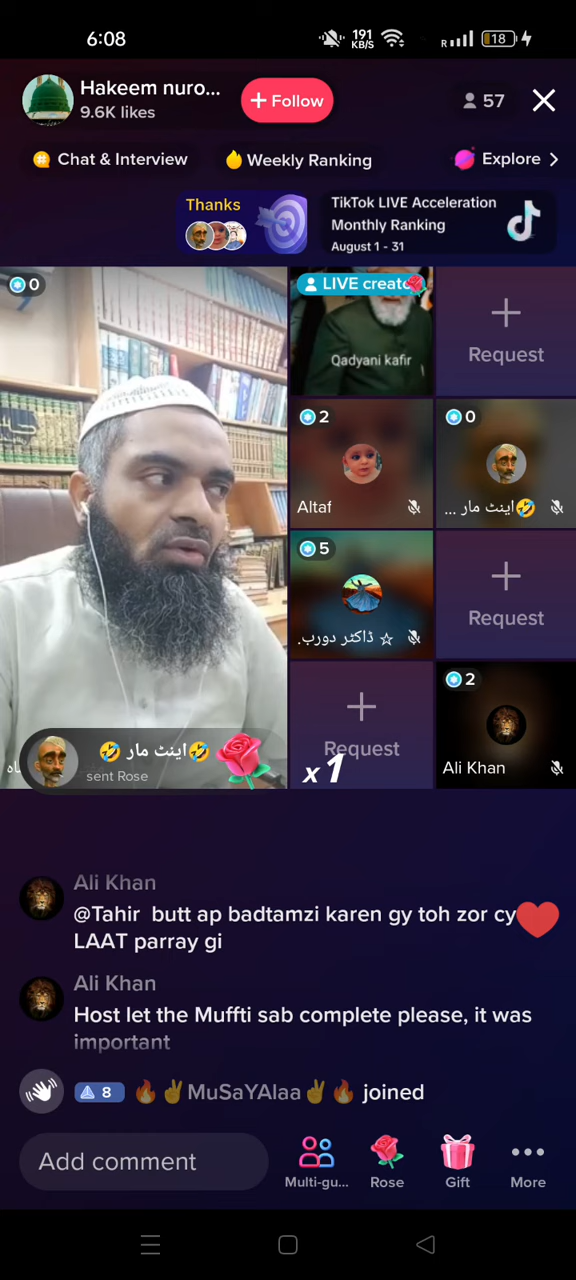 6:08
191
KB/S
R
18
Hakeem nuro...
+ Follow
9.6K likes
57
Chat & Interview
Weekly Ranking
Explore
Thanks
TikTok LIVE Acceleration
Monthly Ranking
August 1 - 31
0
LIVE creato
Qadyani kafir
Request
2
Altaf
0
🤣اینٹ مار ...
5
☆ ڈاکٹر دورب.
Request
Request
2
Ali Khan
🤣اینٹ مار 🤣
sent Rose
x1
Ali Khan
@Tahir butt ap badtamzi karen gy toh zor cy
LAAT parray gi
Ali Khan
Host let the Muffti sab complete please, it was
important
8 🔥✌MuSaYAlaa✌🔥 joined
Add comment
Multi-gu...
Rose
Gift
More